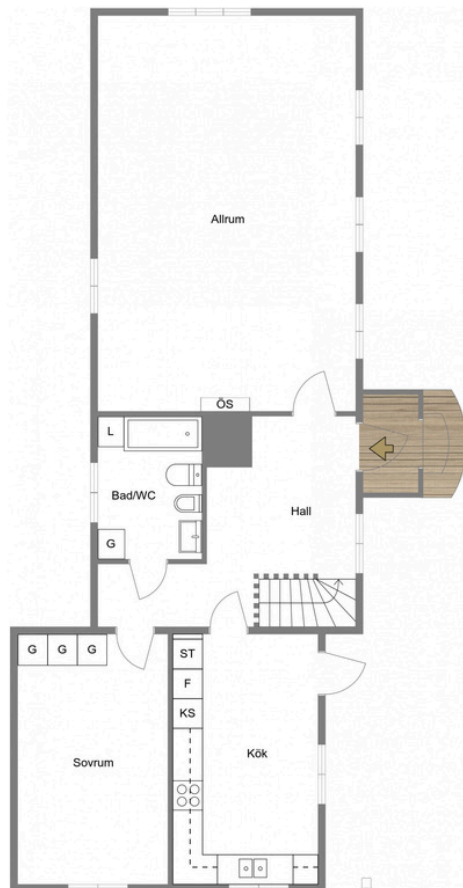 Allrum
ÖS
L
Bad/WC
Hall
G
G G G
ST
F
KS
Kök
Sovrum